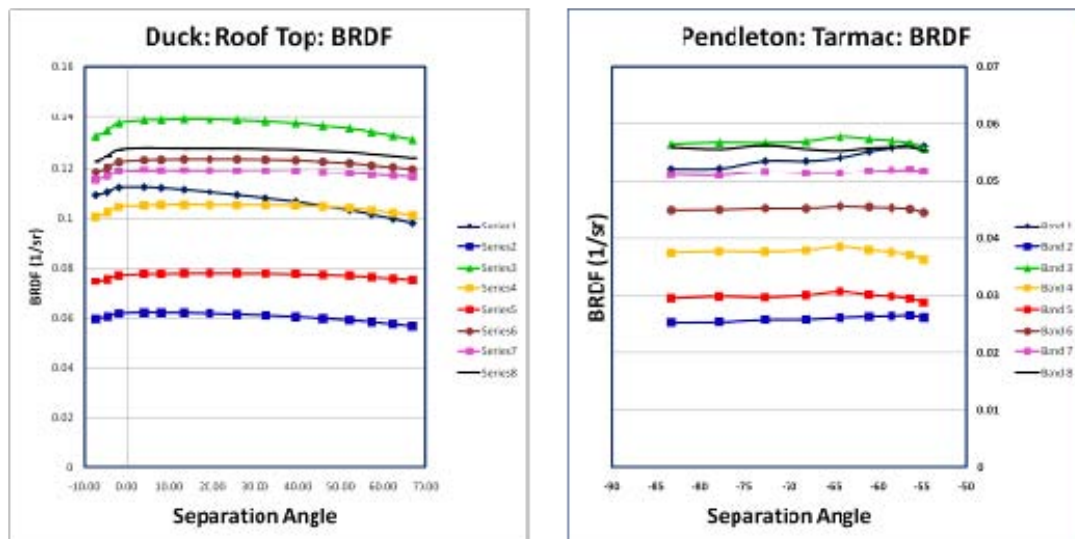 Duck: Roof Top: BRDF
0.16
0.14
0.12
0.1
0.08
0.06
0.04
0.02
0
BRDF (1/sr)
-10.00 0.00 10.00 20.00 30.00 40.00 50.00 60.00 70.00
Separation Angle
Series1
Series2
Series3
Series4
Series5
Series6
Series7
Series8
Pendleton: Tarmac: BRDF
BRDF (1/sr)
0.07
0.06
0.05
0.04
0.03
0.02
0.01
0
-90 -85 -80 -75 -70 -65 -60 -55 -50
Separation Angle
Band 1
Band 2
Band 3
Band 4
Band 5
Band 6
Band 7
Band 8